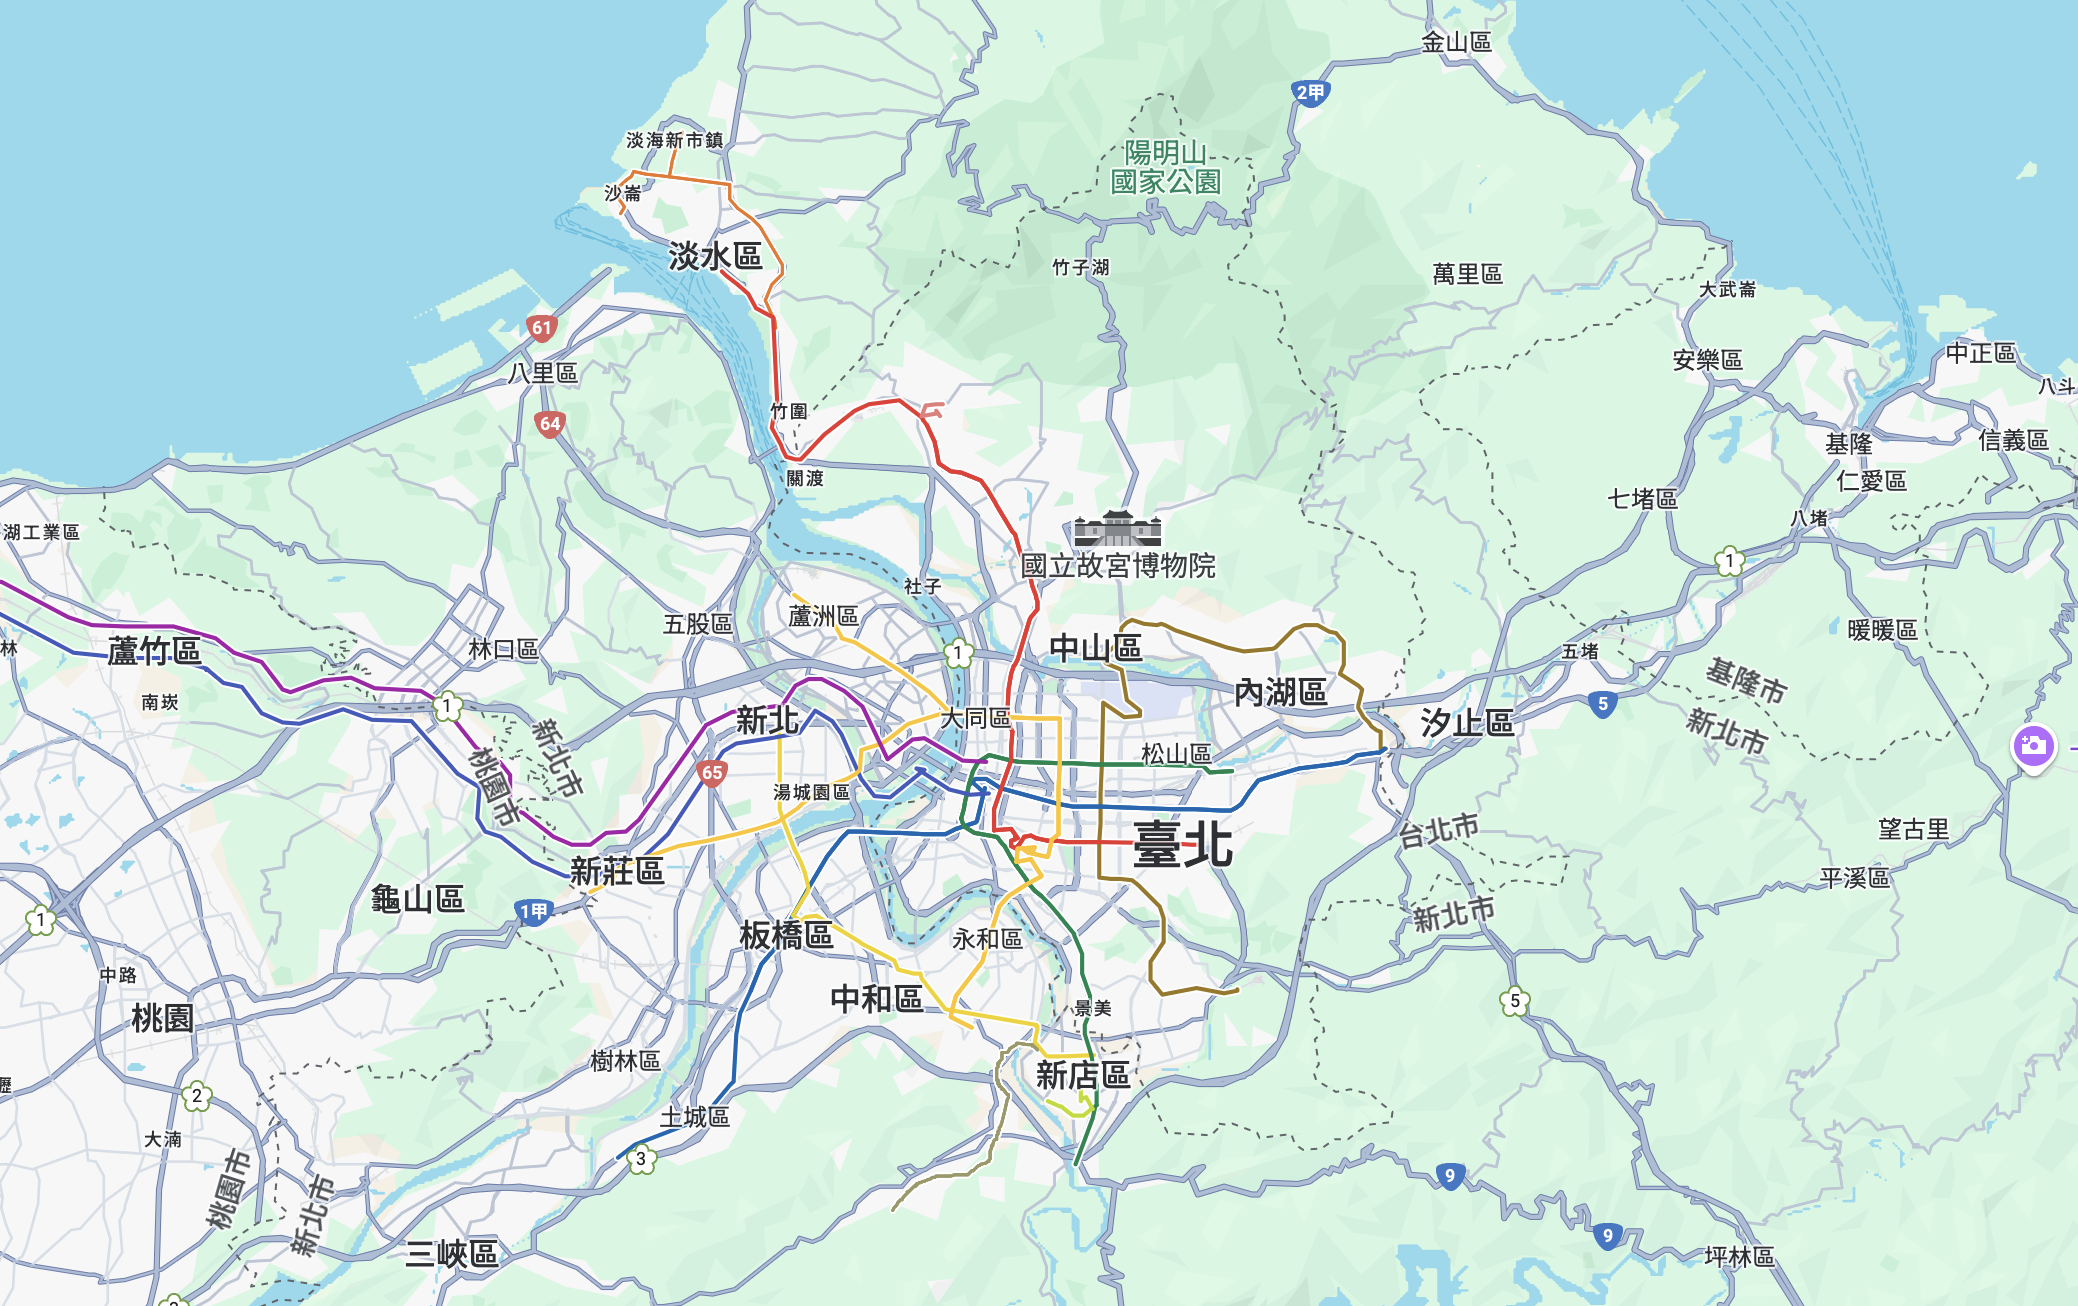 金山區
2甲
淡海新市鎮
陽明山
國家公園
沙崙
淡水區
竹子湖
萬里區
大武崙
61
中正區
安樂區
八里區
八斗
竹圍
64
信義區
基隆
關渡
仁愛區
七堵區
八堵
湖工業區
國立故宮博物院
1
社子
蘆洲區
五股區
暖暖區
林
蘆竹區
林口區
1
中山區
五堵
基隆市
內湖區
南崁
1
5
新北
大同區
汐止區
新北市
新北市
松山區
65
桃園市
湯城園區
台北市
望古里
臺北
新莊區
平溪區
龜山區
1甲
新北市
1
板橋區
永和區
中路
中和區
5
景美
桃園
樹林區
新店區
壢
2
土城區
大湳
3
桃園市
9
新北市
9
三峽區
坪林區
2